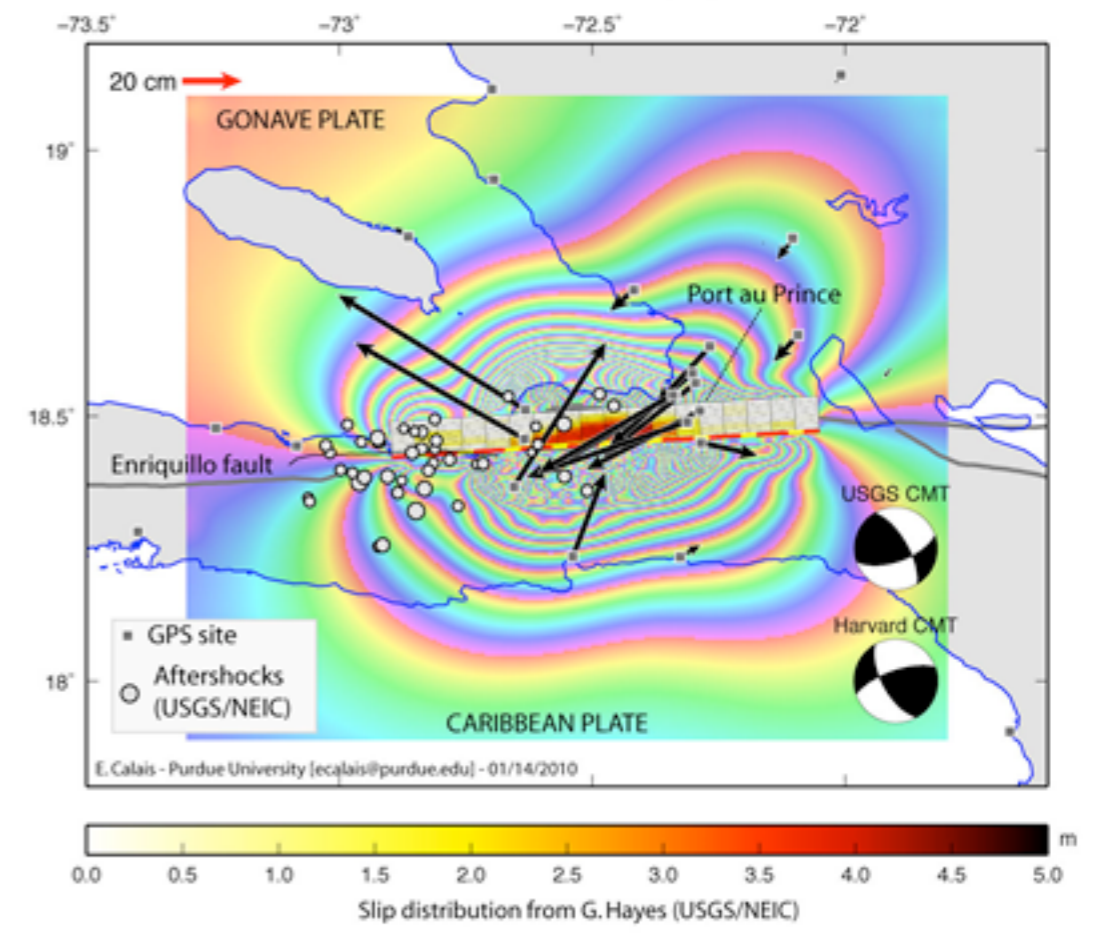 -73.5° -73° -72.5° -72°
20 cm
GONAVE PLATE
19°
Port au Prince
18.5°
Enriquillo fault
USGS CMT
Harvard CMT
GPS site
Aftershocks
(USGS/NEIC)
18°
CARIBBEAN PLATE
E. Calais - Purdue University [ecalais@purdue.edu] - 01/14/2010
m
0.0 0.5 1.0 1.5 2.0 2.5 3.0 3.5 4.0 4.5 5.0
Slip distribution from G. Hayes (USGS/NEIC)